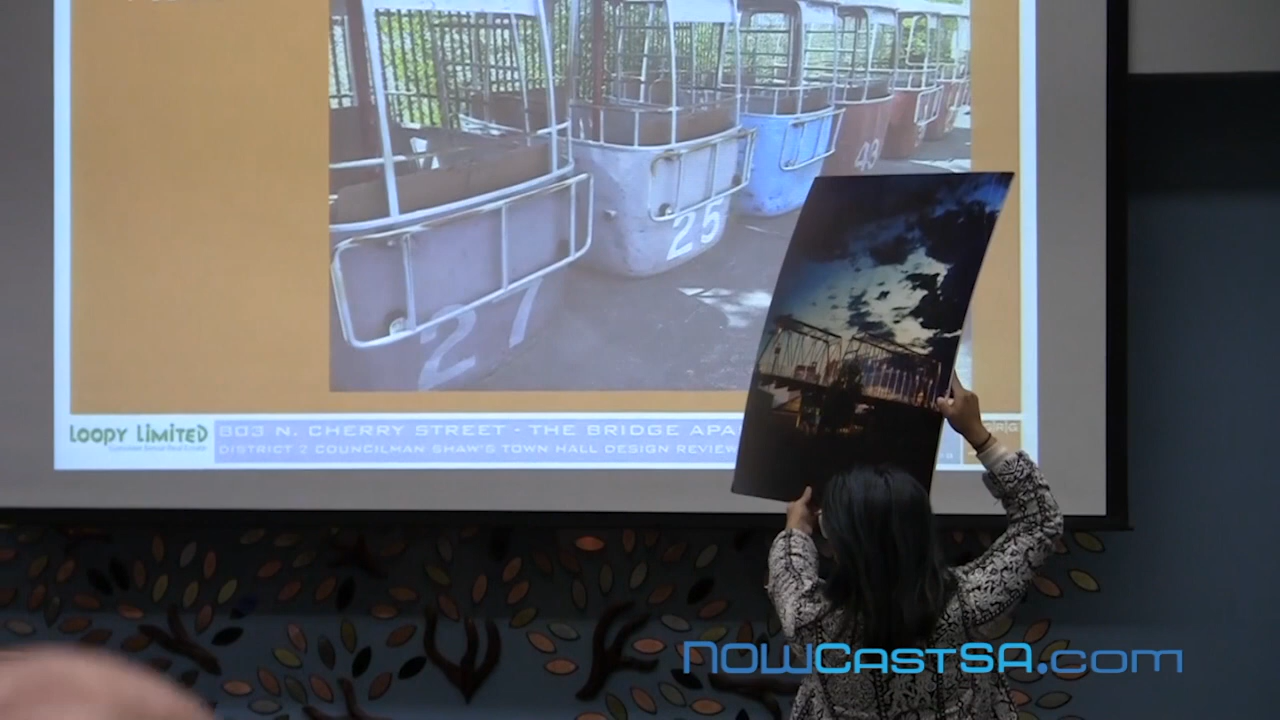 27
25
43
LOOPY LIMITED
803 N. CHERRY STREET · THE BRIDGE APA
DISTRICT 2 COUNCILMAN SHAW'S TOWN HALL DESIGN REVIEW
NOWCastSA.com